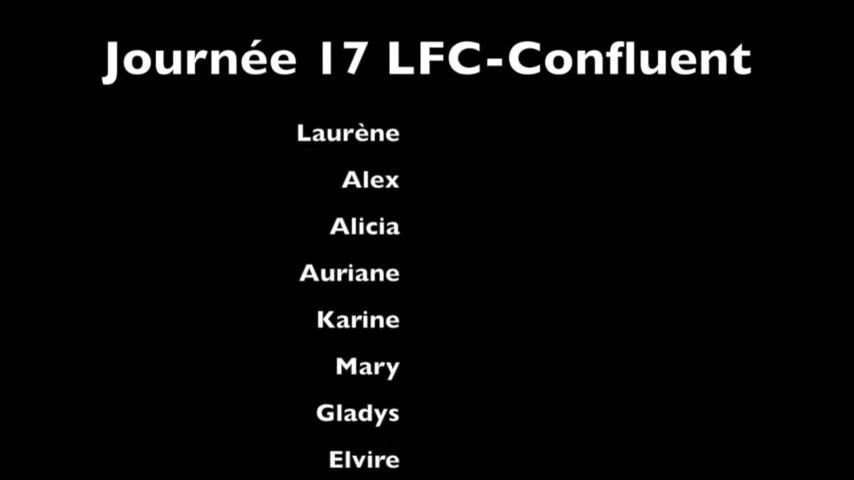 Journée 17 LFC-Confluent
Laurène
Alex
Alicia
Auriane
Karine
Mary
Gladys
Elvire